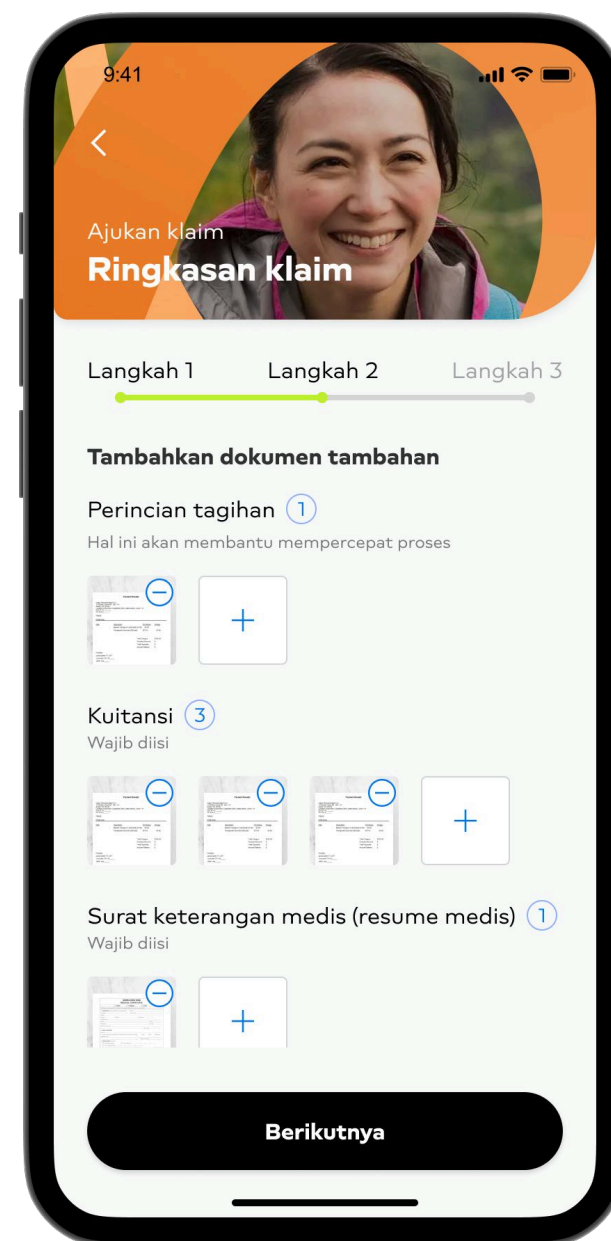 9:41
Ajukan klaim
Ringkasan klaim
Langkah 1 Langkah 2 Langkah 3
Tambahkan dokumen tambahan
Perincian tagihan 1
Hal ini akan membantu mempercepat proses
Kuitansi 3
Wajib diisi
Surat keterangan medis (resume medis) 1
Wajib diisi
Berikutnya